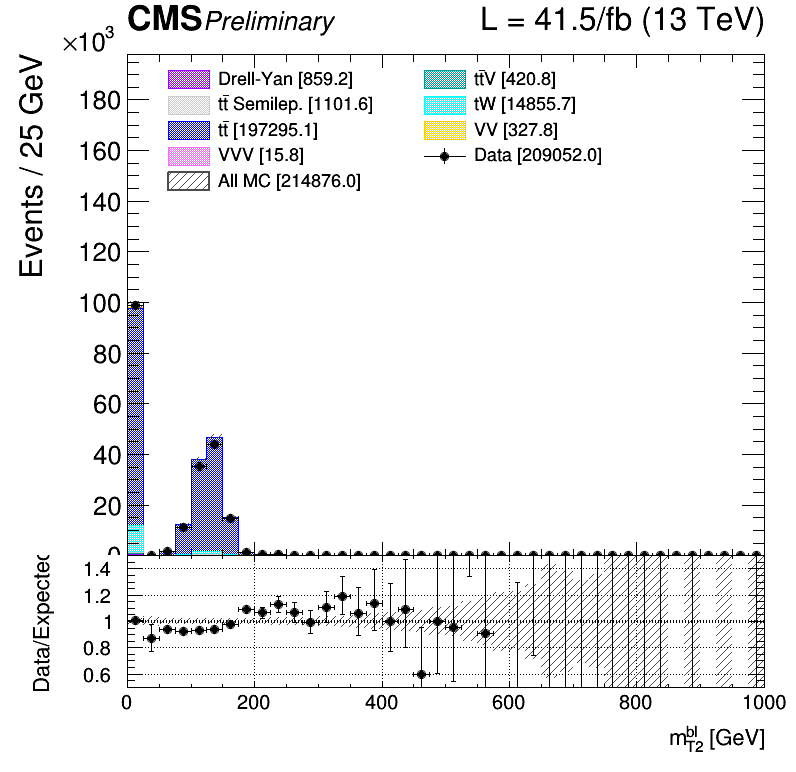 CMS Preliminary L = 41.5/fb (13 TeV)
×10³
Events / 25 GeV
Drell-Yan [859.2]
tt̄ Semilep. [1101.6]
tt̄ [197295.1]
VVV [15.8]
All MC [214876.0]
tt̄V [420.8]
tW [14855.7]
VV [327.8]
Data [209052.0]
180
160
140
120
100
80
60
40
20
0
Data/Expected
1.4
1.2
1
0.8
0.6
0 200 400 600 800 1000
m_{T2}^{bl} [GeV]